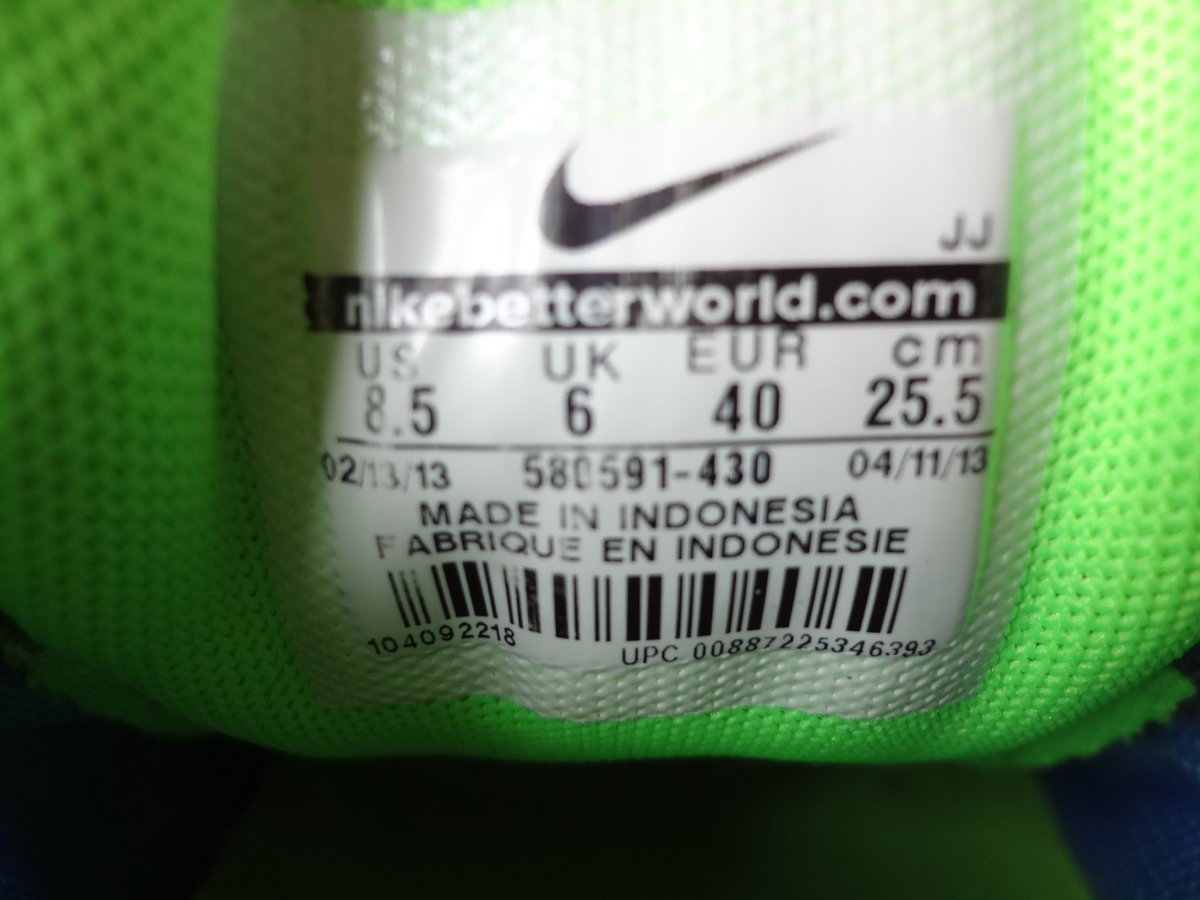 JJ
nikebetterworld.com
US UK EUR cm
8.5 6 40 25.5
02/13/13 580591-430 04/11/13
MADE IN INDONESIA
FABRIQUE EN INDONESIE
104092218 UPC 00887225346393